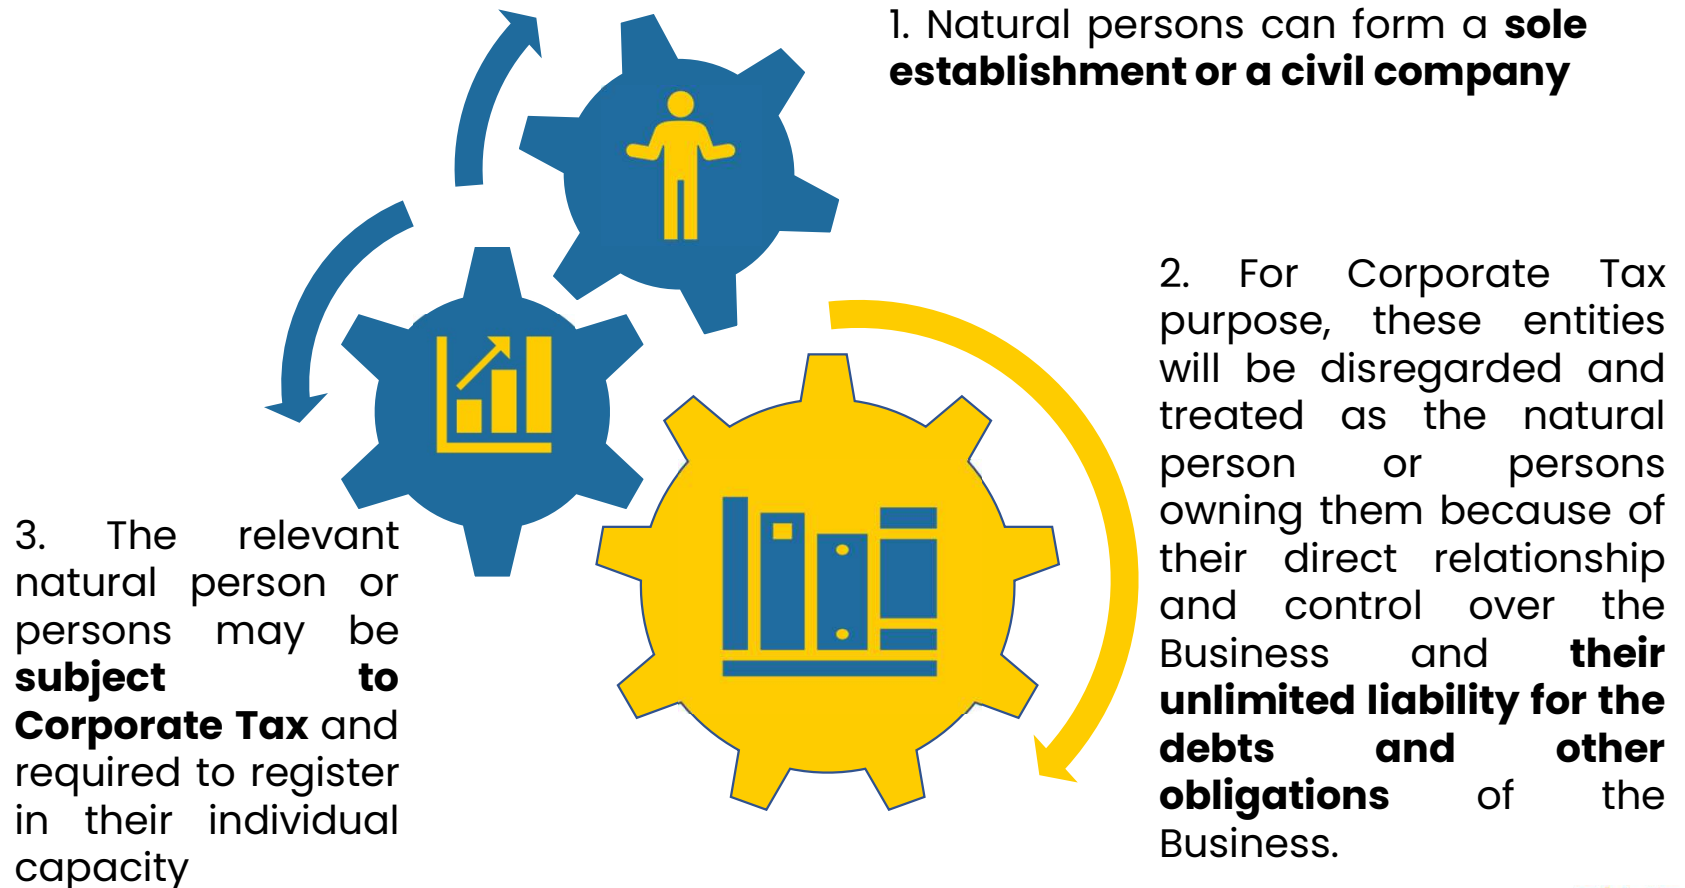 1. Natural persons can form a sole
establishment or a civil company
2. For Corporate Tax
purpose, these entities
will be disregarded and
treated as the natural
person or persons
owning them because of
their direct relationship
and control over the
Business and their
unlimited liability for the
debts and other
obligations of the
Business.
3. The relevant
natural person or
persons may be
subject to
Corporate Tax and
required to register
in their individual
capacity